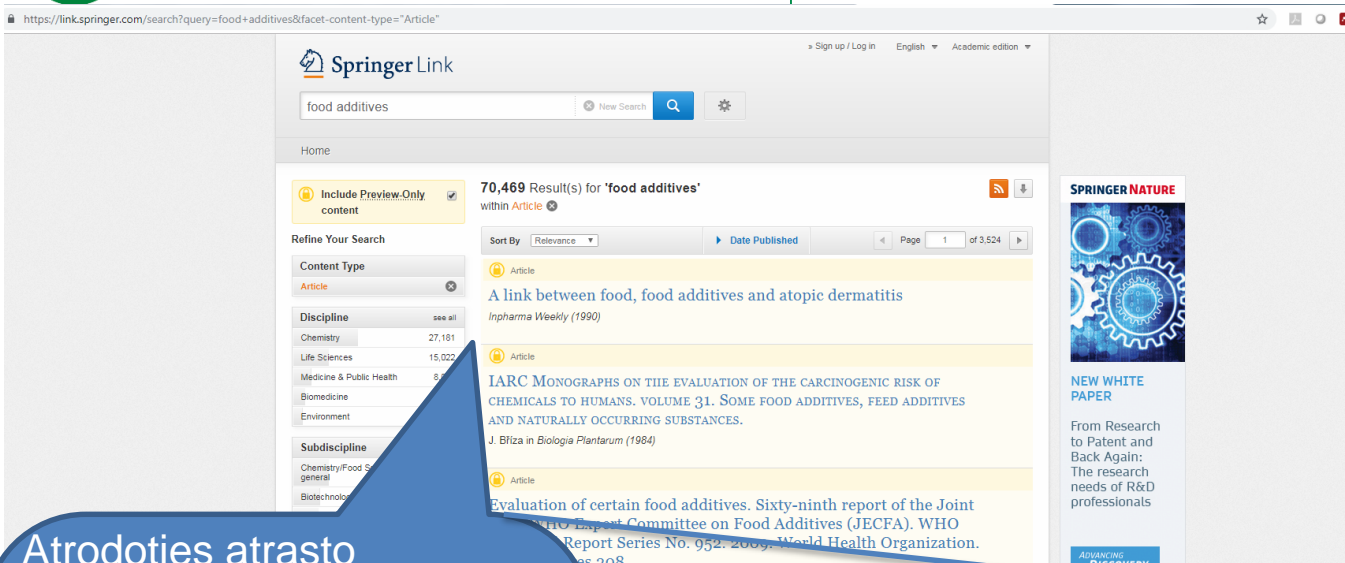 https://link.springer.com/search?query=food+additives&facet-content-type="Article"
» Sign up / Log in English Academic edition
Springer Link
food additives New Search
Home
Include Preview-Only
content
70,469 Result(s) for 'food additives'
within Article
Refine Your Search
Sort By Relevance Date Published Page 1 of 3,524
Content Type
Article
Discipline see all
Chemistry 27,181
Life Sciences 15,022
Medicine & Public Health
Biomedicine
Environment
Subdiscipline
Chemistry/Food
general
Article
A link between food, food additives and atopic dermatitis
Inpharma Weekly (1990)
Article
IARC Monographs on tiie evaluation of the carcinogenic risk of
chemicals to humans. volume 31. Some food additives, feed additives
and naturally occurring substances.
J. Bříza in Biologia Plantarum (1984)
Article
Evaluation of certain food additives. Sixty-ninth report of the Joint
Expert Committee on Food Additives (JECFA). WHO
Report Series No. 952. 2009. World Health Organization.
208
SPRINGER NATURE
NEW WHITE
PAPER
From Research
to Patent and
Back Again:
The research
needs of R&D
professionals
ADVANCING
DISCOVERY
Atrodoties atrasto